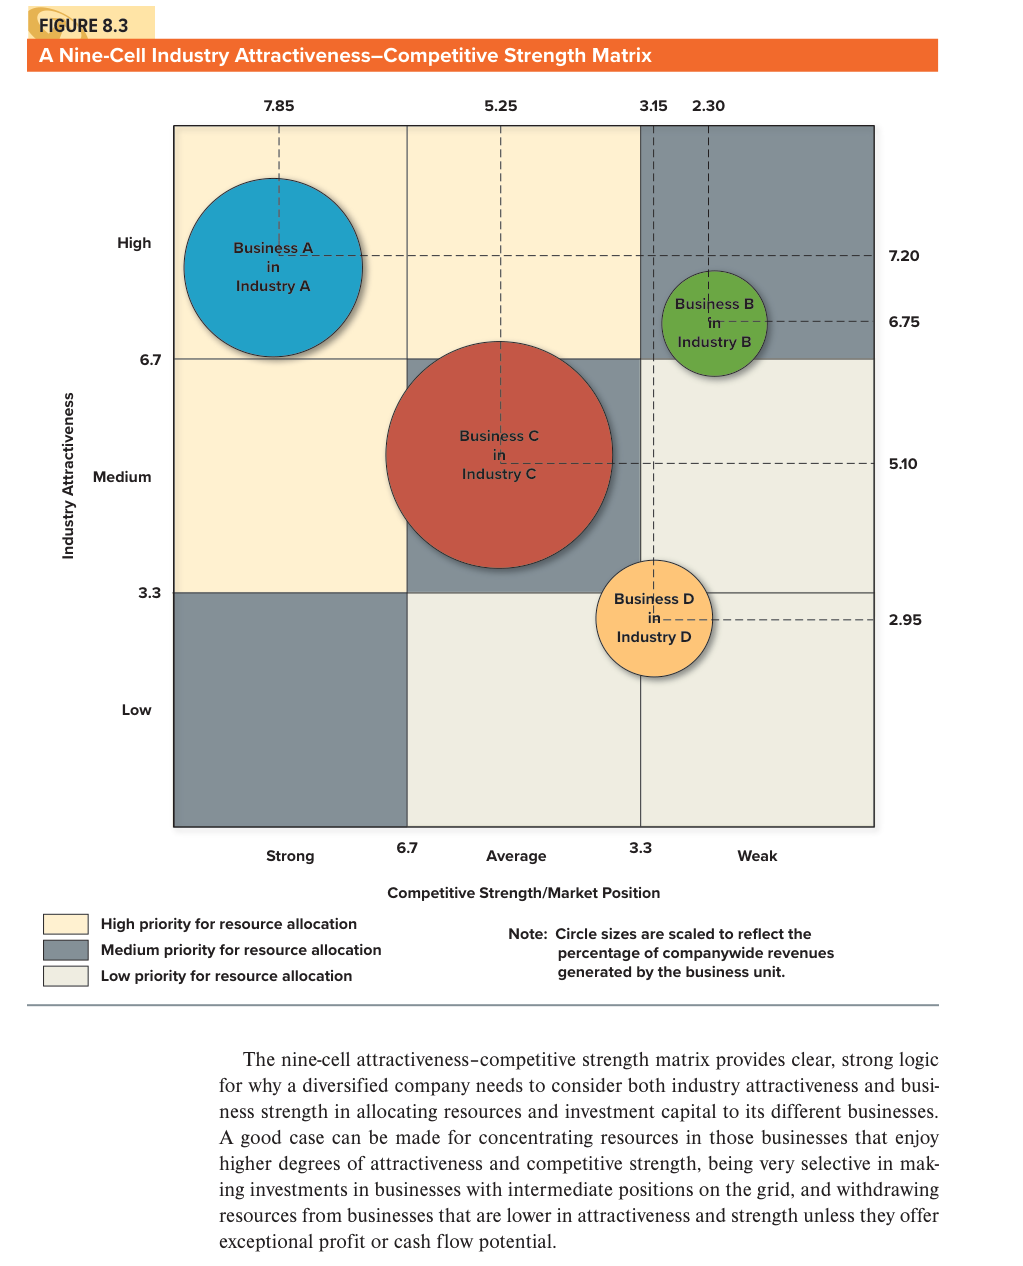 FIGURE 8.3
A Nine-Cell Industry Attractiveness–Competitive Strength Matrix
7.85
5.25
3.15
2.30
High
Business A
in
Industry A
7.20
Business B
in
Industry B
6.75
6.7
Industry Attractiveness
Medium
Business C
in
Industry C
5.10
3.3
Business D
in
Industry D
2.95
Low
Strong
6.7
Average
3.3
Weak
Competitive Strength/Market Position
High priority for resource allocation
Medium priority for resource allocation
Low priority for resource allocation
Note: Circle sizes are scaled to reflect the
percentage of companywide revenues
generated by the business unit.
The nine-cell attractiveness–competitive strength matrix provides clear, strong logic
for why a diversified company needs to consider both industry attractiveness and busi-
ness strength in allocating resources and investment capital to its different businesses.
A good case can be made for concentrating resources in those businesses that enjoy
higher degrees of attractiveness and competitive strength, being very selective in mak-
ing investments in businesses with intermediate positions on the grid, and withdrawing
resources from businesses that are lower in attractiveness and strength unless they offer
exceptional profit or cash flow potential.